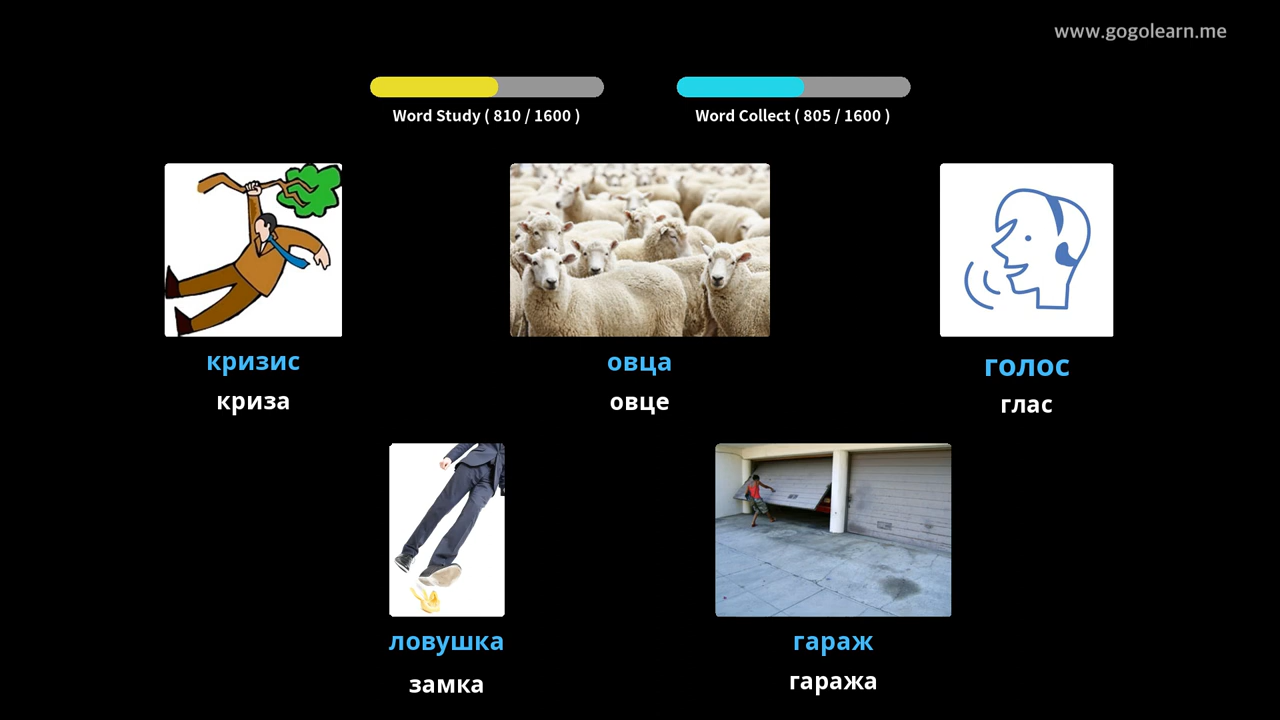 www.gogolearn.me
Word Study ( 810 / 1600 )
Word Collect ( 805 / 1600 )
кризис
криза
овца
овце
голос
глас
ловушка
замка
гараж
гаража